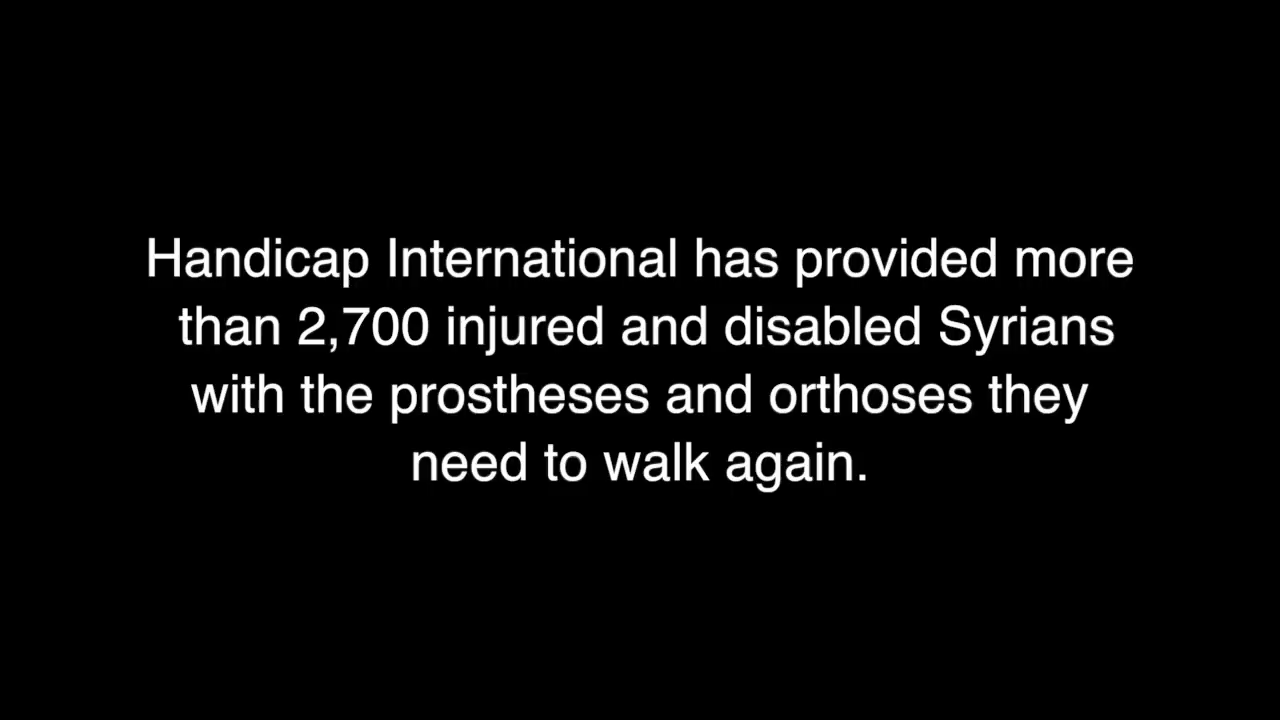 Handicap International has provided more
than 2,700 injured and disabled Syrians
with the prostheses and orthoses they
need to walk again.